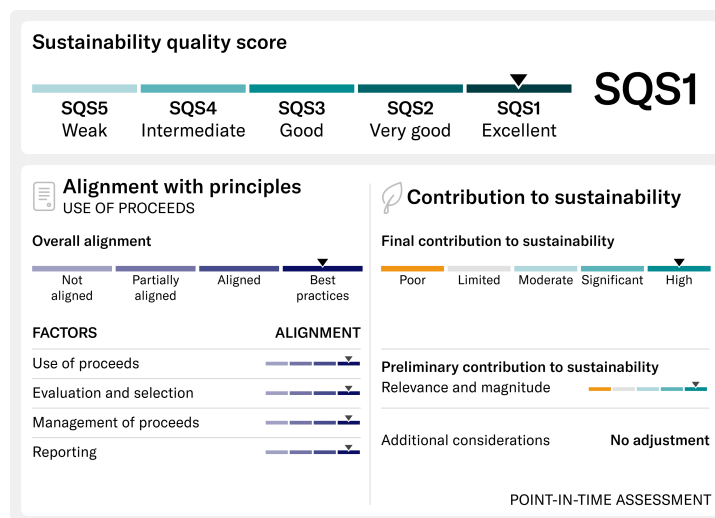 Sustainability quality score
SQS1
SQS5 SQS4 SQS3 SQS2 SQS1
Weak Intermediate Good Very good Excellent
Alignment with principles
USE OF PROCEEDS
Overall alignment
Not aligned
Partially aligned
Aligned
Best practices
FACTORS ALIGNMENT
Use of proceeds
Evaluation and selection
Management of proceeds
Reporting
Contribution to sustainability
Final contribution to sustainability
Poor Limited Moderate Significant High
Preliminary contribution to sustainability
Relevance and magnitude
Additional considerations No adjustment
POINT-IN-TIME ASSESSMENT